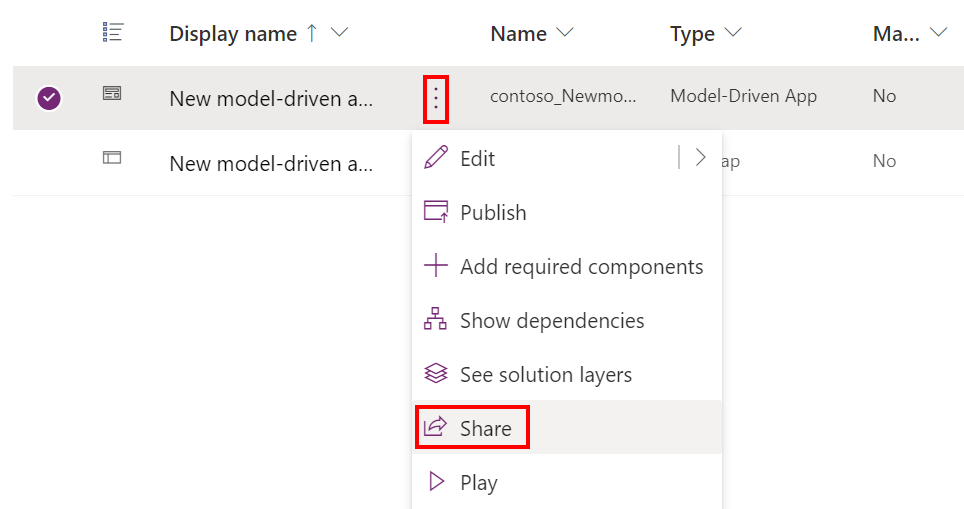 Display name Name Type Ma...
New model-driven a... contoso_Newmo... Model-Driven App No
New model-driven a... ap No
Edit
Publish
Add required components
Show dependencies
See solution layers
Share
Play